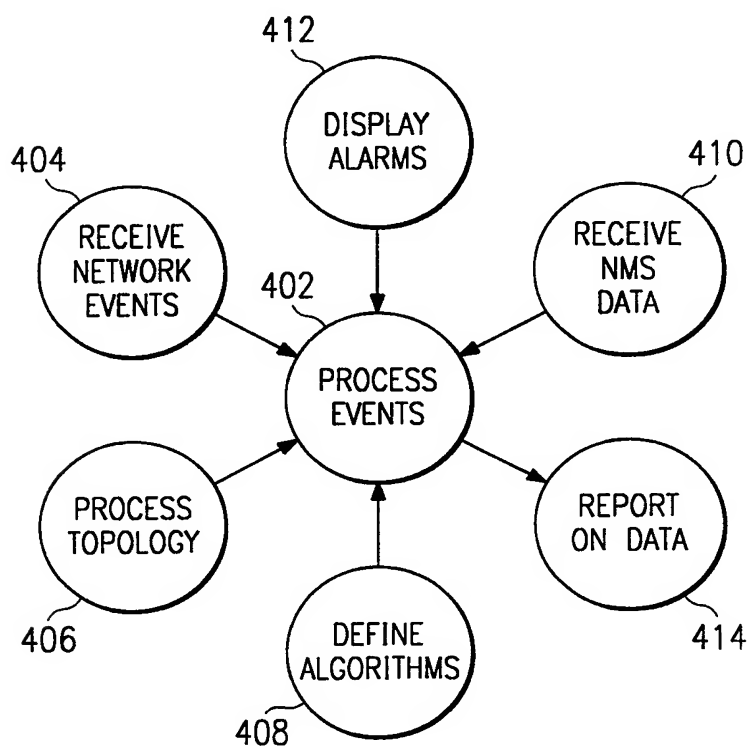 412
DISPLAY
ALARMS
404
RECEIVE
NETWORK
EVENTS
410
RECEIVE
NMS
DATA
402
PROCESS
EVENTS
PROCESS
TOPOLOGY
406
REPORT
ON DATA
414
DEFINE
ALGORITHMS
408